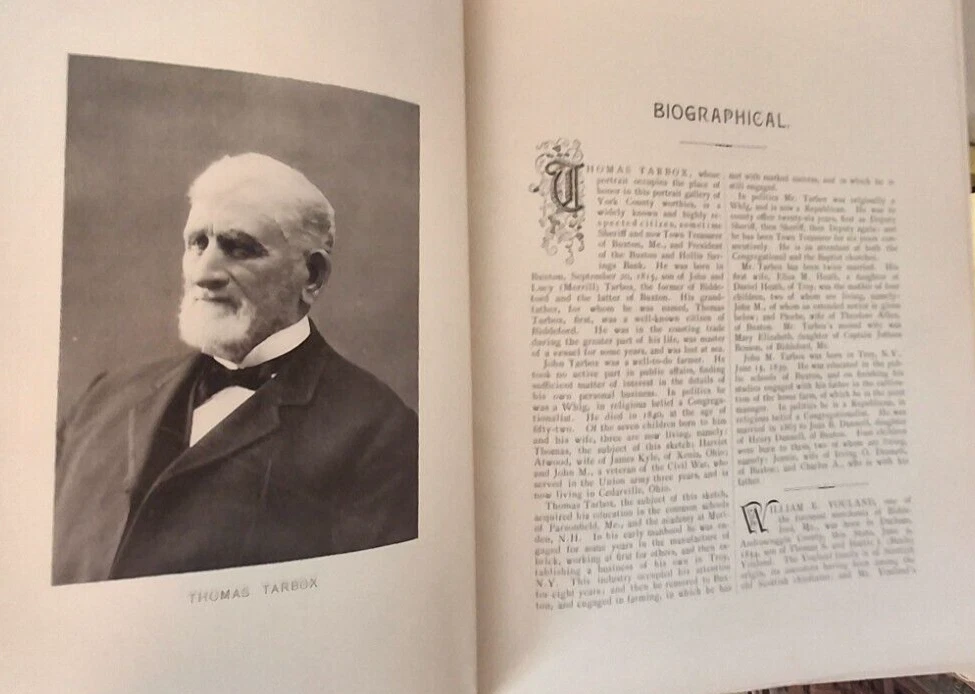 THOMAS TARBOX
BIOGRAPHICAL.
THOMAS TARBOX, whose
portrait occupies the place of
honor in this portrait gallery of
York County worthies, is a
widely known and highly re-
spected citizen, sometime
Sheriff and now Town Treasurer
of Buxton, Me., and President
of the Buxton and Hollis Sav-
ings Bank. He was born in
Buxton, September 20, 1815, son of John and
Lucy (Merrill) Tarbox, the former of Bidde-
ford and the latter of Buxton. His grand-
father, for whom he was named, Thomas
Tarbox, first, was a well-known citizen of
Biddeford. He was in the coasting trade
during the greater part of his life, was master
of a vessel for some years, and was lost at sea.
John Tarbox was a well-to-do farmer. He
took no active part in public affairs, finding
sufficient matter of interest in the details of
his own personal business. In politics he
was a Whig, in religious belief a Congrega-
tionalist. He died in 1840, at the age of
fifty-two. Of the seven children born to him
and his wife, three are now living, namely:
Thomas, the subject of this sketch; Harriet
Atwood, wife of James Kyle, of Xenia, Ohio;
and John M., a veteran of the Civil War, who
served in the Union army three years, and is
now living in Cedarville, Ohio.
Thomas Tarbox, the subject of this sketch,
acquired his education in the common schools
of Parsonsfield, Me., and the academy at Meri-
den, N.H. In his early manhood he was en-
gaged for some years in the manufacture of
brick, working at first for others, and then es-
tablishing a business of his own in Troy,
N.Y. This industry occupied his attention
for eight years; and then he removed to Bux-
ton, and engaged in farming, in which he has
met with marked success, and in which he is
still engaged.
In politics Mr. Tarbox was originally a
Whig, and is now a Republican. He was in
county office twenty-six years, first as Deputy
Sheriff, then Sheriff, then Deputy again; and
he has been Town Treasurer for six years con-
secutively. He is an attendant of both the
Congregational and the Baptist churches.
Mr. Tarbox has been twice married. His
first wife, Eliza M. Heath, a daughter of
Daniel Heath, of Troy, was the mother of four
children, two of whom are living, namely:
John M., of whom an extended notice is given
below; and Phebe, wife of Theodore Allen,
of Buxton. Mr. Tarbox's second wife was
Mary Elizabeth, daughter of Captain Johnson
of Biddeford, Me.
John M. Tarbox was born in Troy, N.Y.,
June 15, 1839. He was educated in the pub-
lic schools of Buxton, and on finishing his
studies engaged with his father in the cultiva-
tion of the home farm, of which he is the
manager. In politics he is a Republican, in
religious belief a Congregationalist. He was
married in 1867 to Jane B. Dunnell, daughter
of Henry Dunnell, of Buxton. Four children
were born to them, two of whom are living,
namely: Jennie, wife of Irving O.
of Buxton; and Charles A., who is with his
father.
WILLIAM E. YOULAND, one of
the merchants of Bidde-
ford, Me., was born in Durham,
Androscoggin County,
son of Thomas
Youland. The Youland family is of Scottish
origin, its ancestors having been among the
old Scottish chieftains; and Mr. Youland's